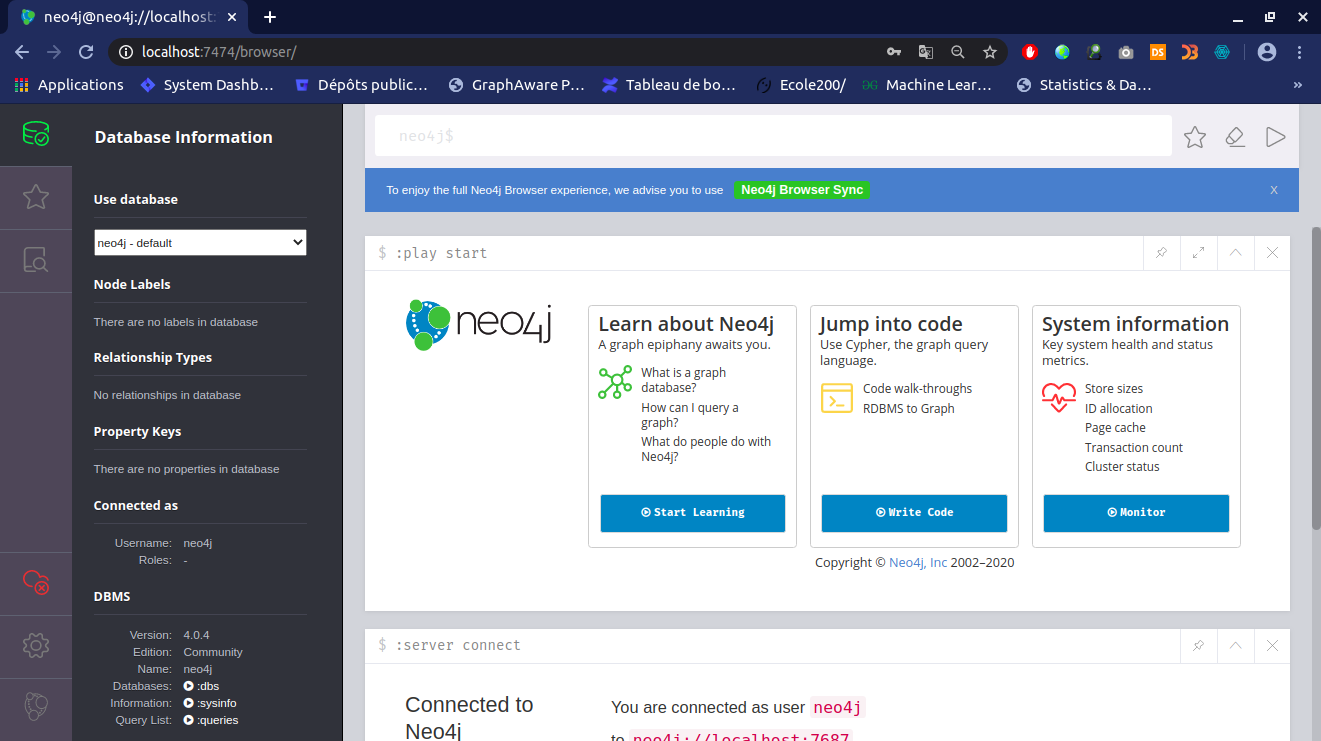 neo4j@neo4j://localhost:
localhost:7474/browser/
Applications
System Dashb...
Dépôts public...
GraphAware P...
Tableau de bo...
Ecole200/
Machine Lear...
Statistics & Da...
»
DS
Database Information
Use database
neo4j - default
Node Labels
There are no labels in database
Relationship Types
No relationships in database
Property Keys
There are no properties in database
Connected as
Username: neo4j
Roles: -
DBMS
Version: 4.0.4
Edition: Community
Name: neo4j
Databases: :dbs
Information: :sysinfo
Query List: :queries
neo4j$
To enjoy the full Neo4j Browser experience, we advise you to use Neo4j Browser Sync
X
$ :play start
neo4j
Learn about Neo4j
A graph epiphany awaits you.
What is a graph
database?
How can I query a
graph?
What do people do with
Neo4j?
Start Learning
Jump into code
Use Cypher, the graph query
language.
Code walk-throughs
RDBMS to Graph
Write Code
System information
Key system health and status
metrics.
Store sizes
ID allocation
Page cache
Transaction count
Cluster status
Monitor
Copyright © Neo4j, Inc 2002–2020
$ :server connect
Connected to
Neo4j
You are connected as user neo4j
to neo4j://localhost:7687